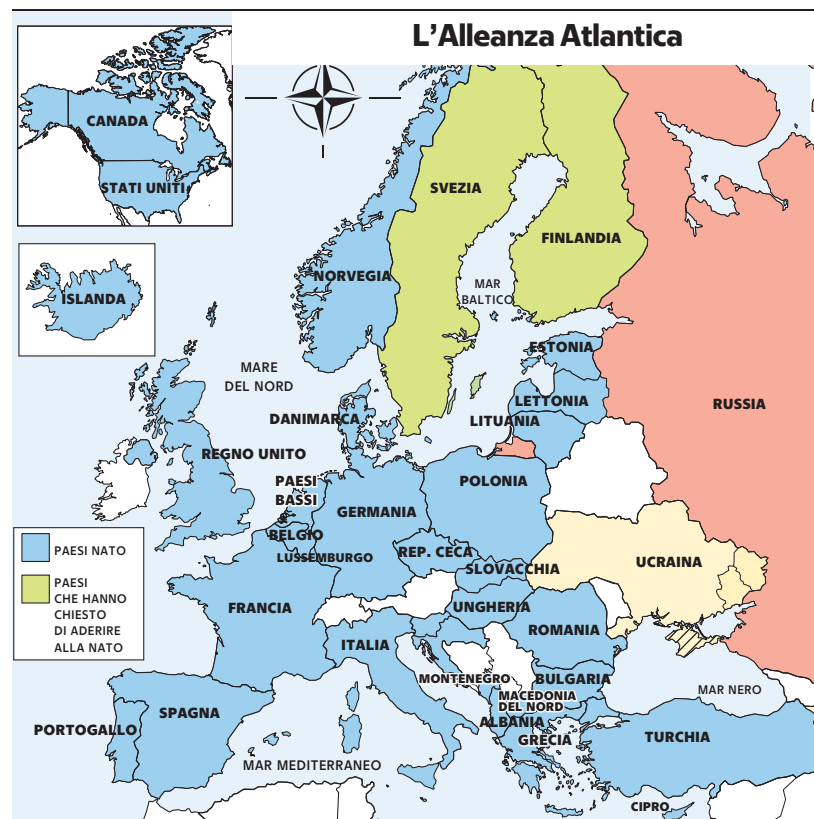 L'Alleanza Atlantica
CANADA
STATI UNITI
ISLANDA
SVEZIA
FINLANDIA
NORVEGIA
MAR
BALTICO
ESTONIA
MARE
DEL NORD
LETTONIA
RUSSIA
DANIMARCA
LITUANIA
REGNO UNITO
PAESI
BASSI
POLONIA
GERMANIA
BELGIO
REP. CECA
LUSSEMBURGO
SLOVACCHIA
UCRAINA
PAESI NATO
PAESI
CHE HANNO
CHIESTO
DI ADERIRE
ALLA NATO
FRANCIA
UNGHERIA
ROMANIA
ITALIA
MONTENEGRO
BULGARIA
MAR NERO
MACEDONIA
DEL NORD
SPAGNA
PORTOGALLO
ALBANIA
GRECIA
TURCHIA
MAR MEDITERRANEO
CIPRO